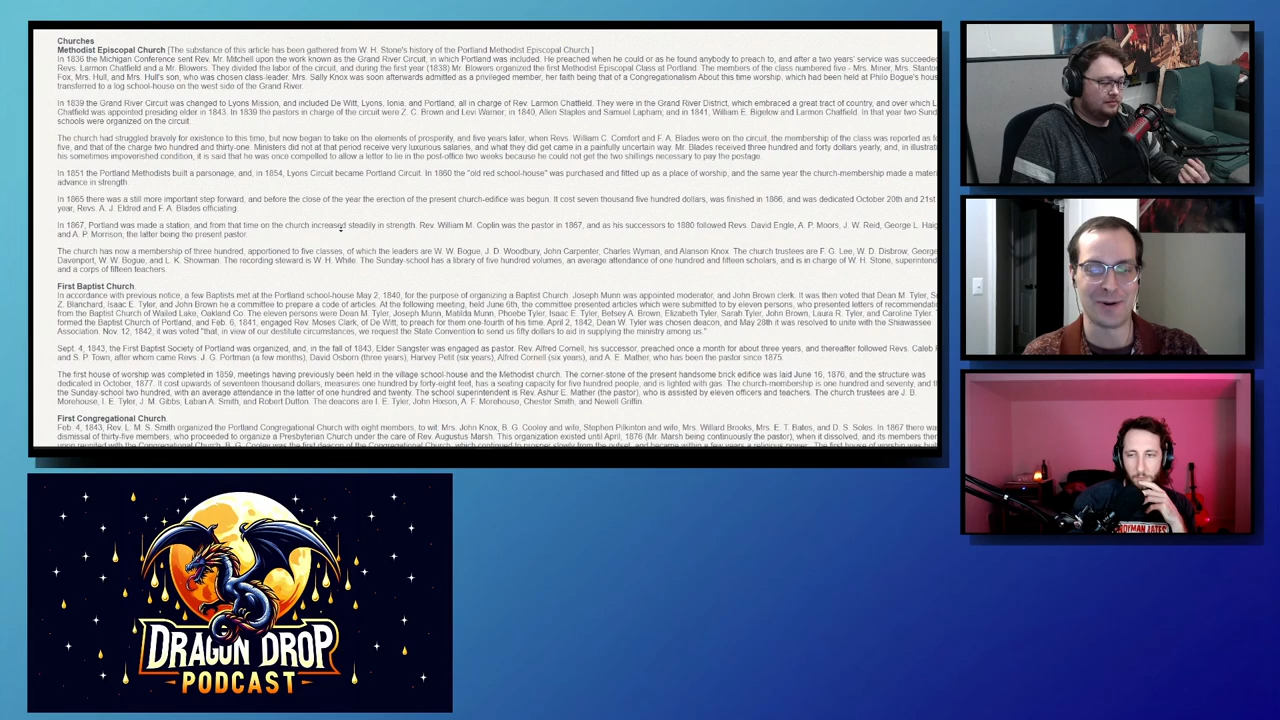 Churches
Methodist Episcopal Church [The substance of this article has been gathered from W. H. Stone's history of the Portland Methodist Episcopal Church.]
In 1836 the Michigan Conference sent Rev. Mr. Mitchell upon the work known as the Grand River Circuit, in which Portland was included. He preached when he could or as he found anybody to preach to, and after a two years' service was succeeded
Revs. Larmon Chatfield and a Mr. Blowers. They divided the labor of the circuit, and during the first year (1838) Mr. Blowers organized the first Methodist Episcopal Class at Portland. The members of the class numbered five - Mrs. Minor, Mrs. Stanton
Fox, Mrs. Hull, and Mrs. Hull's son, who was chosen class-leader. Mrs. Sally Knox was soon afterwards admitted as a privileged member, her faith being that of a Congregationalism About this time worship, which had been held at Philo Bogue's hous
transferred to a log school-house on the west side of the Grand River.
In 1839 the Grand River Circuit was changed to Lyons Mission, and included De Witt, Lyons, Ionia, and Portland, all in charge of Rev. Larmon Chatfield. They were in the Grand River District, which embraced a great tract of country, and over which L
Chatfield was appointed presiding elder in 1843. In 1839 the pastors in charge of the circuit were Z. C. Brown and Levi Warner; in 1840, Allen Staples and Samuel Lapham; and in 1841, William E. Bigelow and Larmon Chatfield. In that year two Sund
schools were organized on the circuit.
The church had struggled bravely for existence to this time, but now began to take on the elements of prosperity, and five years later, when Revs. William C. Comfort and F. A. Blades were on the circuit, the membership of the class was reported as fo
five, and that of the charge two hundred and thirty-one. Ministers did not at that period receive very luxurious salaries, and what they did get came in a painfully uncertain way. Mr. Blades received three hundred and forty dollars yearly, and, in illustrat
his sometimes impoverished condition, it is said that he was once compelled to allow a letter to lie in the post-office two weeks because he could not get the two shillings necessary to pay the postage.
In 1851 the Portland Methodists built a parsonage, and, in 1854, Lyons Circuit became Portland Circuit. In 1860 the "old red school-house" was purchased and fitted up as a place of worship, and the same year the church-membership made a materi
advance in strength.
In 1865 there was a still more important step forward, and before the close of the year the erection of the present church-edifice was begun. It cost seven thousand five hundred dollars, was finished in 1866, and was dedicated October 20th and 21st
year, Revs. A. J. Eldred and F. A. Blades officiating.
In 1867, Portland was made a station, and from that time on the church increased steadily in strength. Rev. William M. Coplin was the pastor in 1867, and as his successors to 1880 followed Revs. David Engle, A. P. Moors, J. W. Reid, George L. Haig
and A. P. Morrison, the latter being the present pastor.
The church has now a membership of three hundred, apportioned to five classes, of which the leaders are W. W. Bogue, J. D. Woodbury, John Carpenter, Charles Wyman, and Alanson Knox. The church trustees are F. G. Lee, W. D. Disbrow, George
Davenport, W. W. Bogue, and L. K. Showman. The recording steward is W. H. White. The Sunday-school has a library of five hundred volumes, an average attendance of one hundred and fifteen scholars, and is in charge of W. H. Stone, superintend
and a corps of fifteen teachers.
First Baptist Church.
In accordance with previous notice, a few Baptists met at the Portland school-house May 2, 1840, for the purpose of organizing a Baptist Church. Joseph Munn was appointed moderator, and John Brown clerk. It was then voted that Dean M. Tyler, S
Z. Blanchard, Isaac E. Tyler, and John Brown be a committee to prepare a code of articles. At the following meeting, held June 6th, the committee presented articles which were submitted to by eleven persons, who presented letters of recommendatio
from the Baptist Church of Walled Lake, Oakland Co. The eleven persons were Dean M. Tyler, Joseph Munn, Matilda Munn, Phoebe Tyler, Isaac E. Tyler, Betsey A. Brown, Elizabeth Tyler, Sarah Tyler, John Brown, Laura R. Tyler, and Caroline Tyler. T
formed the Baptist Church of Portland, and Feb. 6, 1841, engaged Rev. Moses Clark, of De Witt, to preach for them one-fourth of his time. April 2, 1842, Dean W. Tyler was chosen deacon, and May 28th it was resolved to unite with the Shiawassee
Association. Nov. 12, 1842, it was voted "that, in view of our destitute circumstances, we request the State Convention to send us fifty dollars to aid in supplying the ministry among us."
Sept. 4, 1843, the First Baptist Society of Portland was organized, and, in the fall of 1843, Elder Sangster was engaged as pastor. Rev. Alfred Cornell, his successor, preached once a month for about three years, and thereafter followed Revs. Caleb
and S. P. Town, after whom came Revs. J. G. Portman (a few months), David Osborn (three years), Harvey Petit (six years), Alfred Cornell (six years), and A. E. Mather, who has been the pastor since 1875.
The first house of worship was completed in 1859, meetings having previously been held in the village school-house and the Methodist Church. The corner-stone of the present handsome brick edifice was laid June 16, 1876, and the structure was
dedicated in October, 1877. It cost upwards of seventeen thousand dollars, measures one hundred by forty-eight feet, has a seating capacity for five hundred people, and is lighted with gas. The church-membership is one hundred and seventy, and th
the Sunday-school two hundred, with an average attendance in the latter of one hundred and twenty. The school superintendent is Rev. Ashur E. Mather (the pastor), who is assisted by eleven officers and teachers. The church trustees are J. B.
Morehouse, I. E. Tyler, J. M. Gibbs, Laban A. Smith, and Robert Dutton. The deacons are I. E. Tyler, John Hixson, A. F. Morehouse, Chester Smith, and Newell Griffin.
First Congregational Church.
Feb. 4, 1843, Rev. L. M. S. Smith organized the Portland Congregational Church with eight members, to wit: Mrs. John Knox, B. G. Cooley and wife, Stephen Pilkinton and wife, Mrs. Willard Brooks, Mrs. E. T. Bates, and D. S. Soles. In 1867 there wa
dismissal of thirty-five members, who proceeded to organize a Presbyterian Church under the care of Rev. Augustus Marsh. This organization existed until April, 1876 (Mr. Marsh being continuously the pastor), when it dissolved, and its members the
upon reunited with the Congregational Church. B. G. Cooley was the first deacon of the Congregational Church, which continued to prosper slowly from the outset, and became within a few years a religious power. The first house of worship was buil
DRAGON DROP
PODCAST